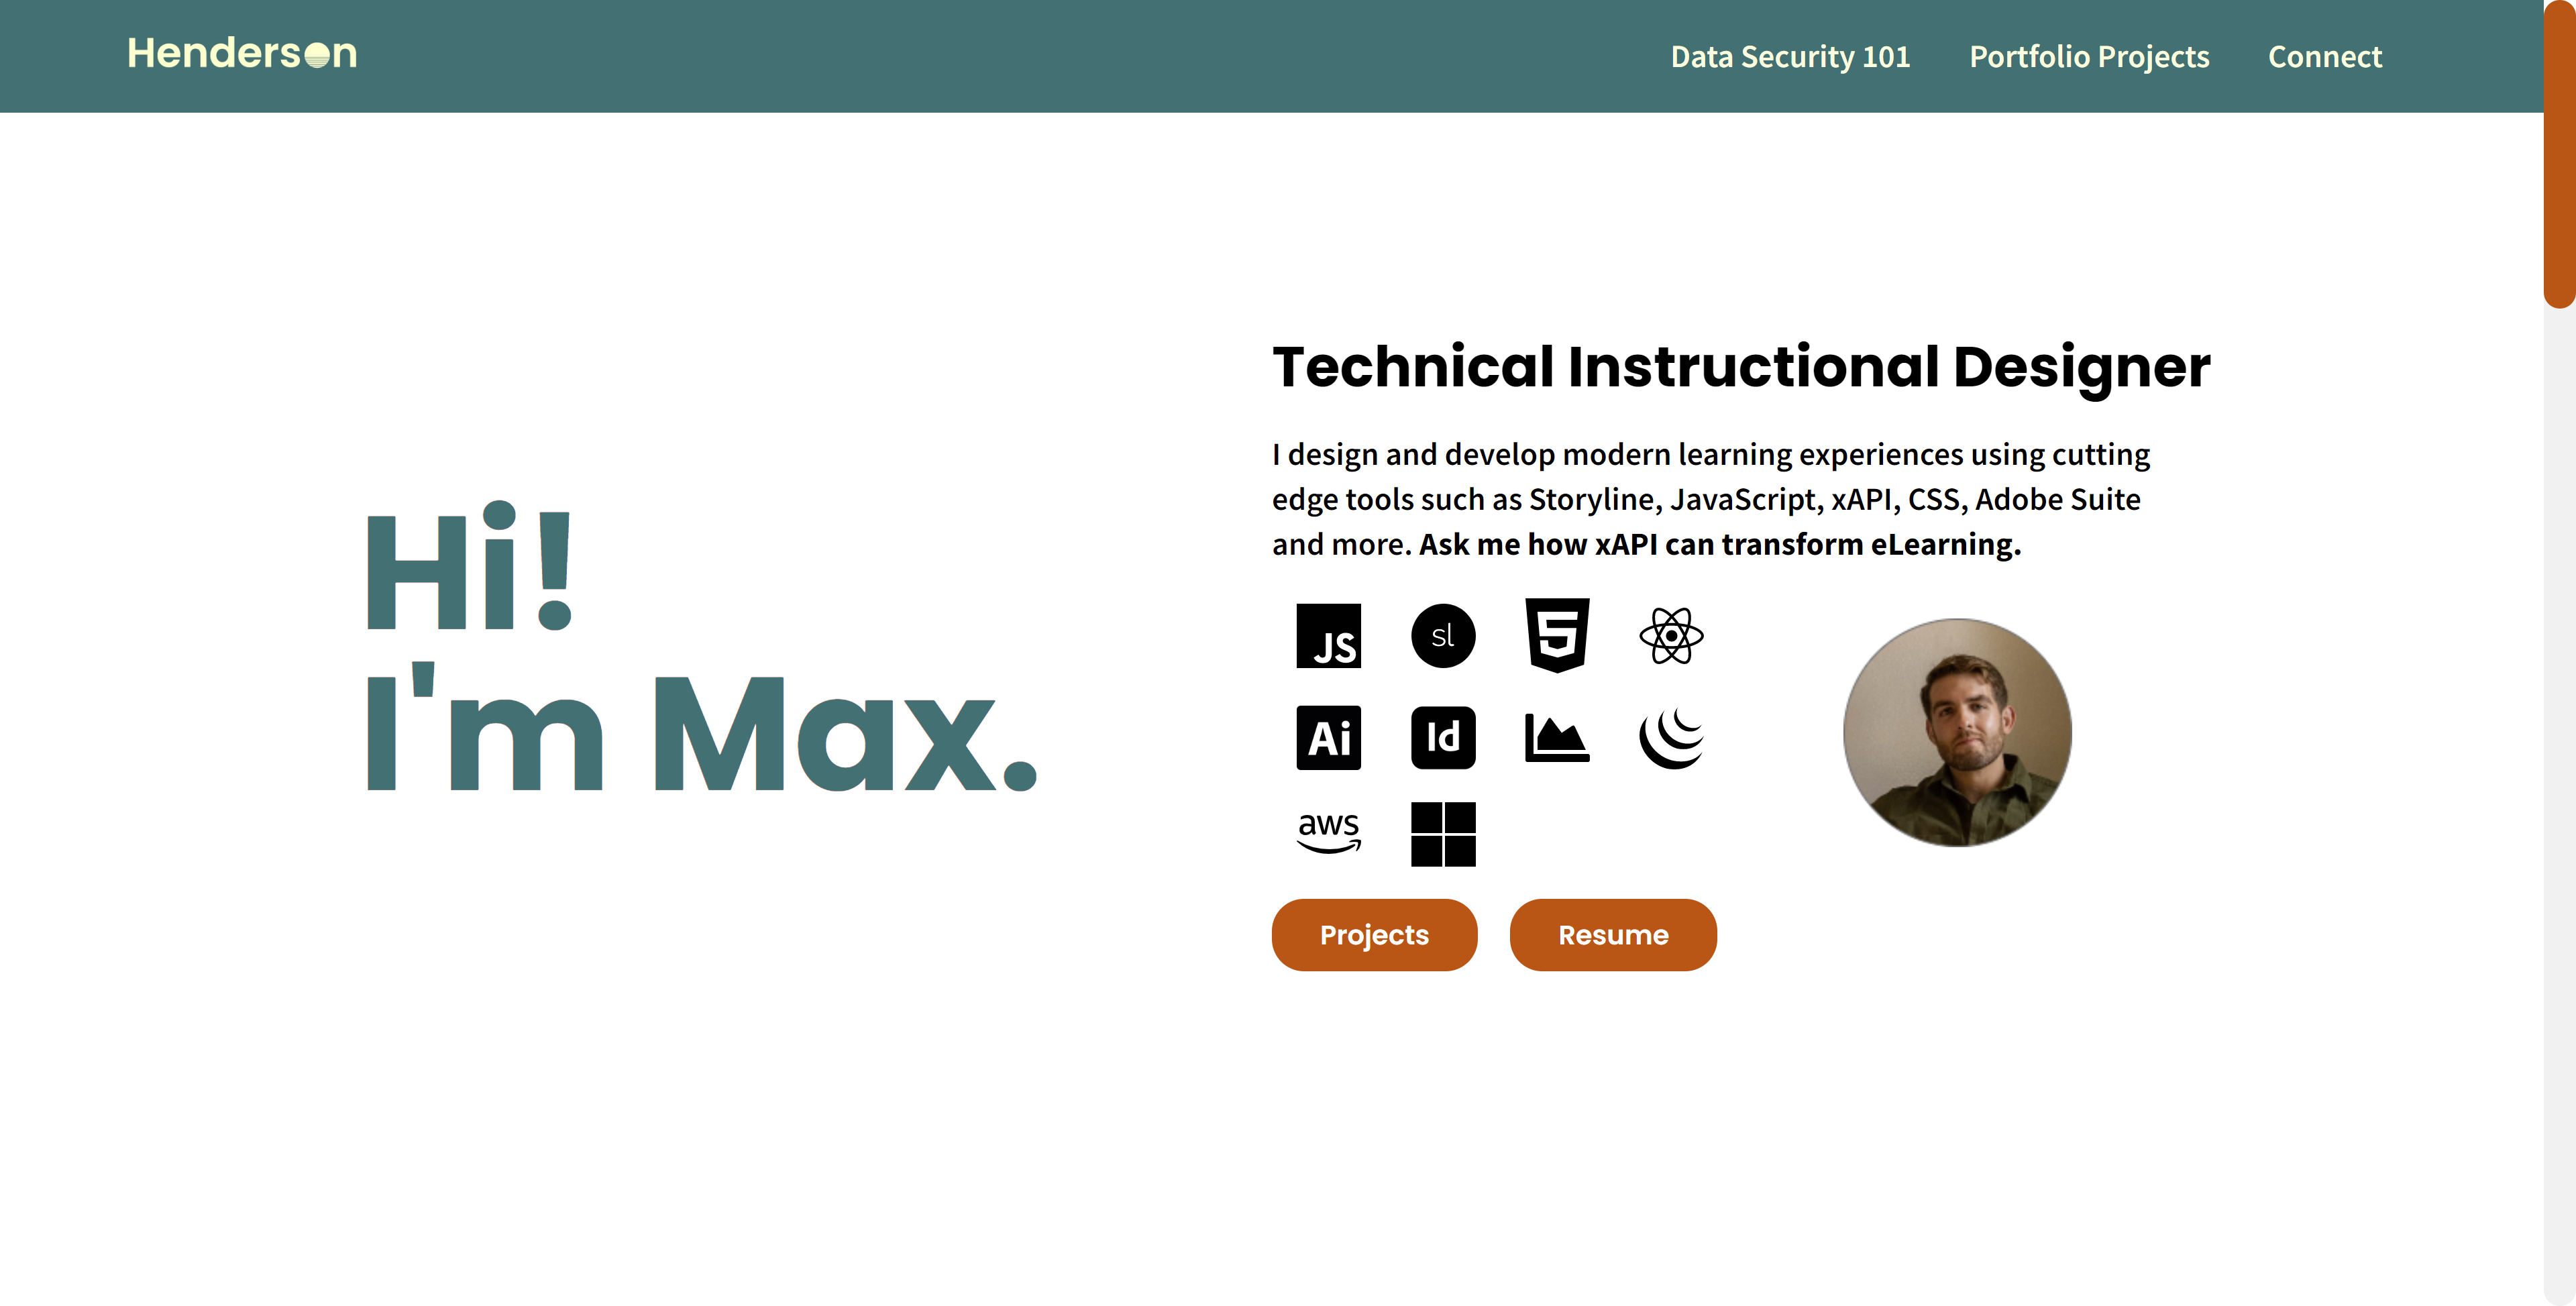 Henderson
Data Security 101
Portfolio Projects
Connect
Hi!
I'm Max.
Technical Instructional Designer
I design and develop modern learning experiences using cutting
edge tools such as Storyline, JavaScript, xAPI, CSS, Adobe Suite
and more. Ask me how xAPI can transform eLearning.
JS
sl
5
Ai
Id
aws
Projects
Resume